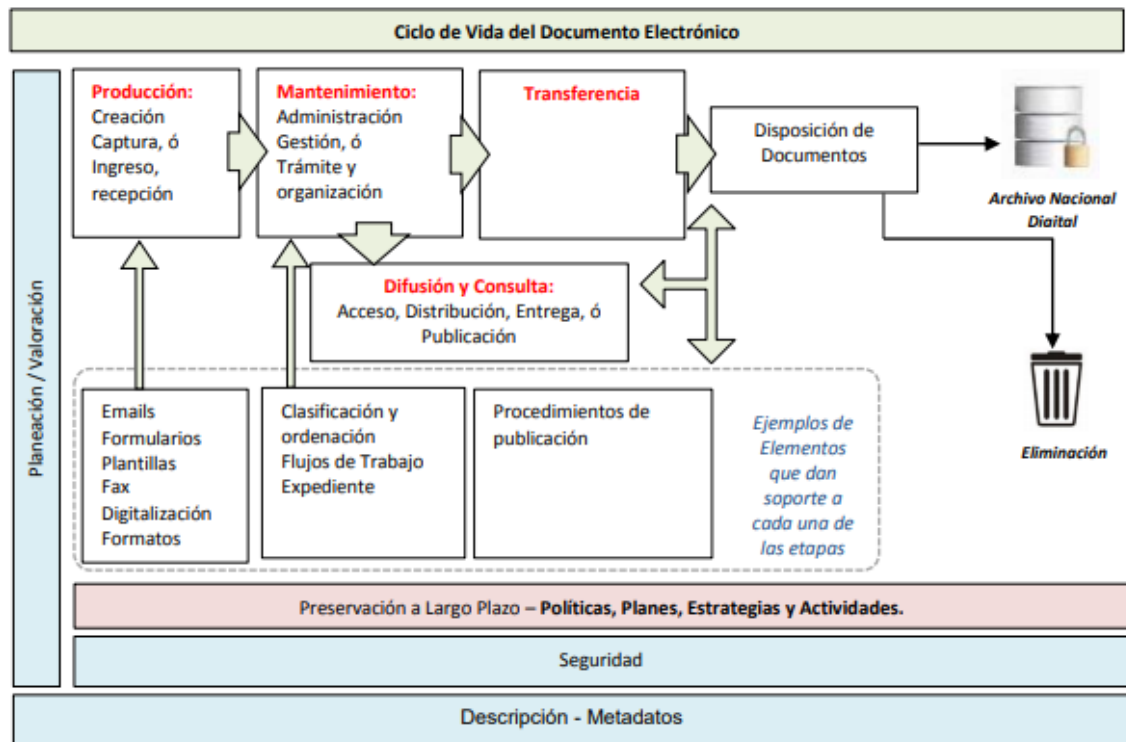 Ciclo de Vida del Documento Electrónico
Planeación / Valoración
Producción:
Creación
Captura, ó
Ingreso,
recepción
Mantenimiento:
Administración
Gestión, ó
Trámite y
organización
Transferencia
Disposición de
Documentos
Archivo Nacional
Diaital
Difusión y Consulta:
Acceso, Distribución, Entrega, ó
Publicación
Emails
Formularios
Plantillas
Fax
Digitalización
Formatos
Clasificación y
ordenación
Flujos de Trabajo
Expediente
Procedimientos de
publicación
Ejemplos de
Elementos
que dan
soporte a
cada una de
las etapas
Eliminación
Preservación a Largo Plazo – Políticas, Planes, Estrategias y Actividades.
Seguridad
Descripción - Metadatos